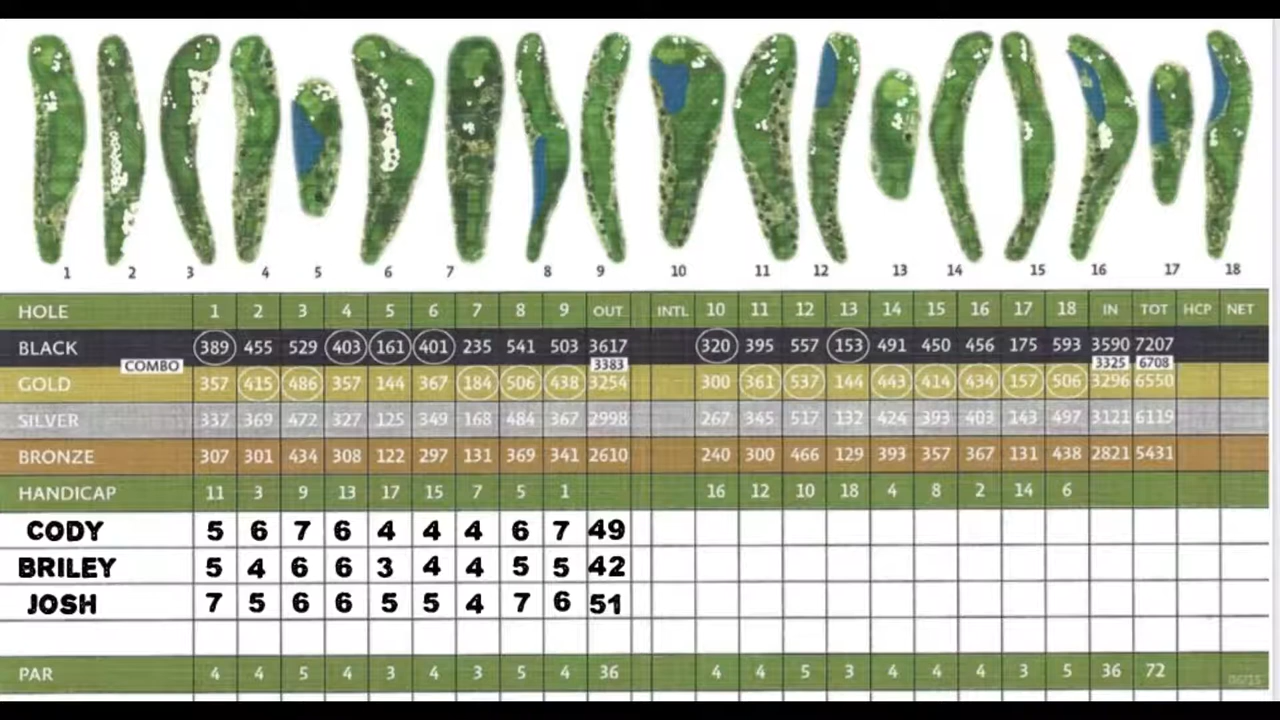 1 2 3 4 5 6 7 8 9 10 11 12 13 14 15 16 17 18
HOLE 1 2 3 4 5 6 7 8 9 OUT INTL 10 11 12 13 14 15 16 17 18 IN TOT HCP NET
BLACK 389 455 529 403 161 401 235 541 503 3617 320 395 557 153 491 450 456 175 593 3590 7207
COMBO 3383 3325 6708
GOLD 357 415 486 357 144 367 184 506 438 3254 300 361 537 144 443 414 434 157 506 3296 6550
SILVER 337 369 472 327 125 349 168 484 367 2998 267 345 517 132 424 393 403 143 497 3121 6119
BRONZE 307 301 434 308 122 297 131 369 341 2610 240 300 466 129 393 357 367 131 438 2821 5431
HANDICAP 11 3 9 13 17 15 7 5 1 16 12 10 18 4 8 2 14 6
CODY 5 6 7 6 4 4 4 6 7 49
BRILEY 5 4 6 6 3 4 4 5 5 42
JOSH 7 5 6 6 5 5 4 7 6 51
PAR 4 4 5 4 3 4 3 5 4 36 4 4 5 3 4 4 4 3 5 36 72
06/15